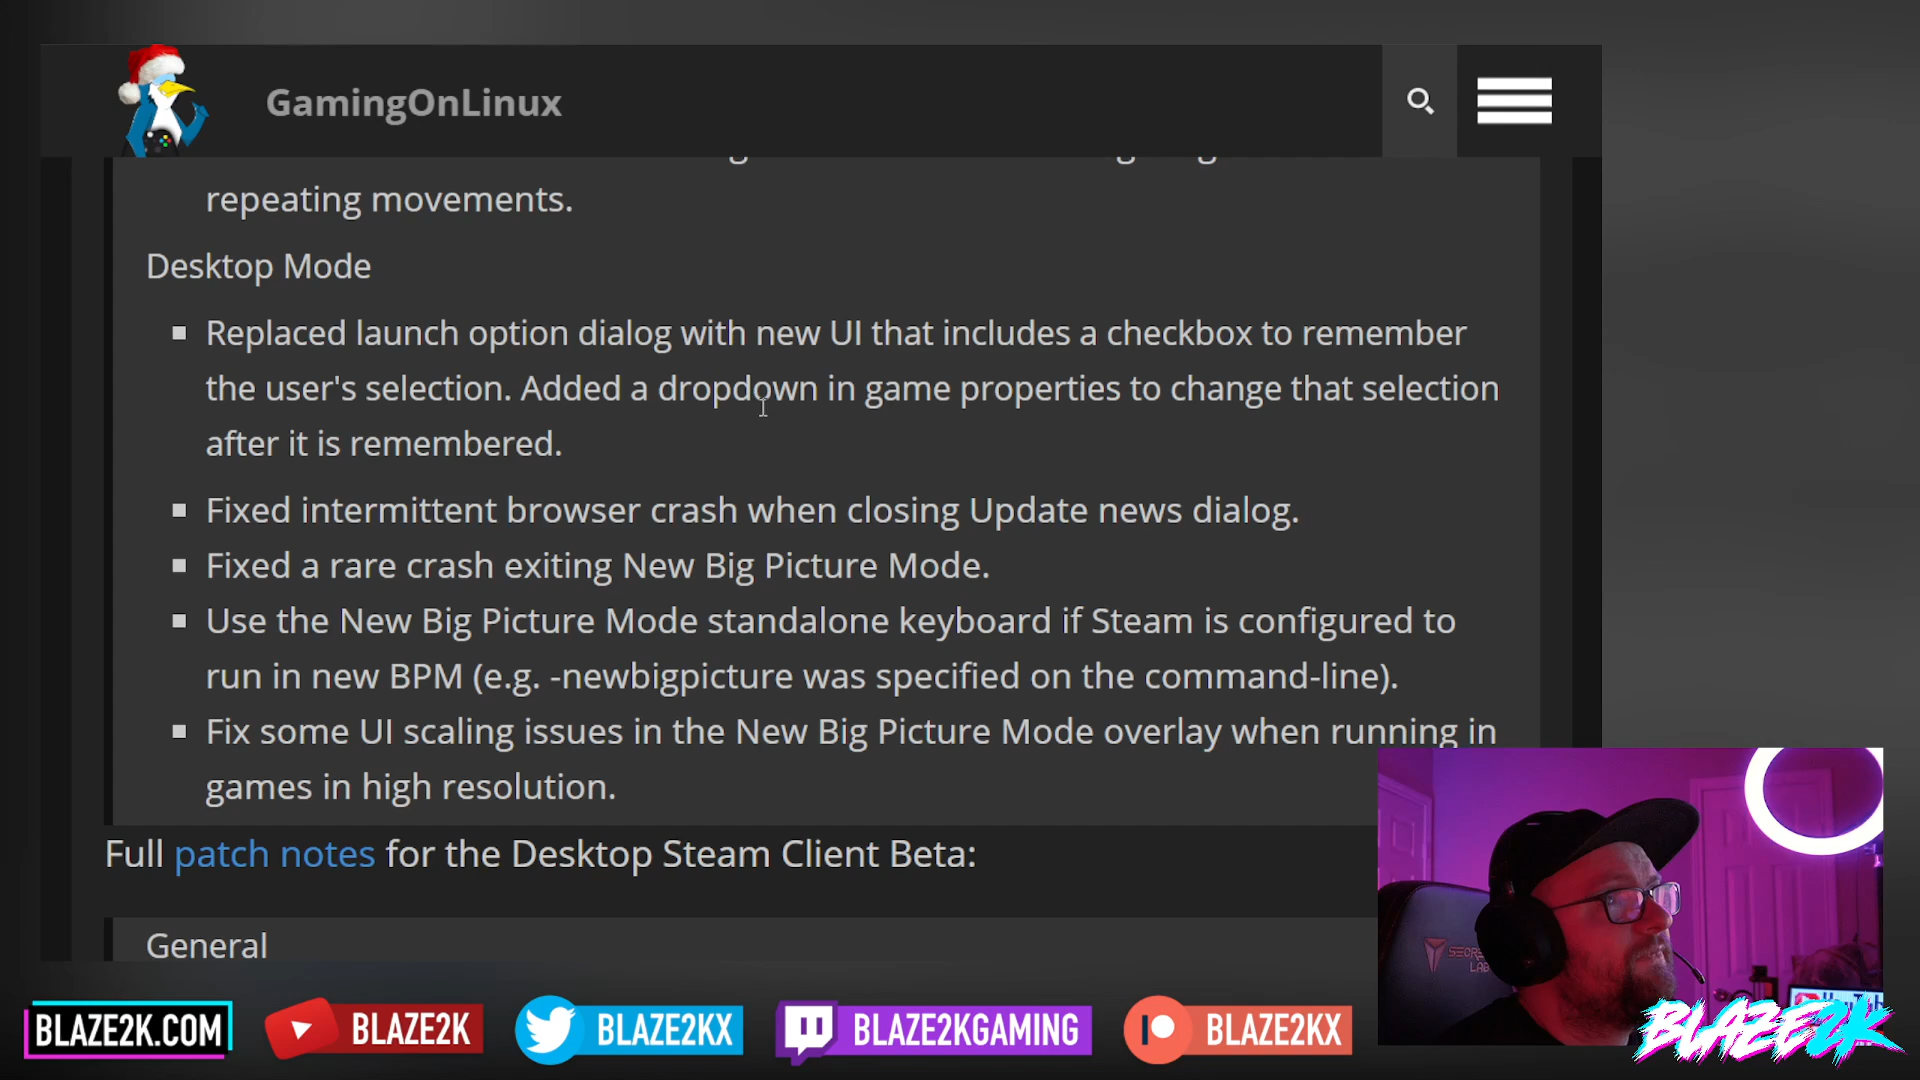 GamingOnLinux
repeating movements.
Desktop Mode
Replaced launch option dialog with new UI that includes a checkbox to remember
the user's selection. Added a dropdown in game properties to change that selection
after it is remembered.
Fixed intermittent browser crash when closing Update news dialog.
Fixed a rare crash exiting New Big Picture Mode.
Use the New Big Picture Mode standalone keyboard if Steam is configured to
run in new BPM (e.g. -newbigpicture was specified on the command-line).
Fix some UI scaling issues in the New Big Picture Mode overlay when running in
games in high resolution.
Full patch notes for the Desktop Steam Client Beta:
General
BLAZE2K.COM
BLAZE2K
BLAZE2KX
BLAZE2KGAMING
BLAZE2KX
BLAZE2K